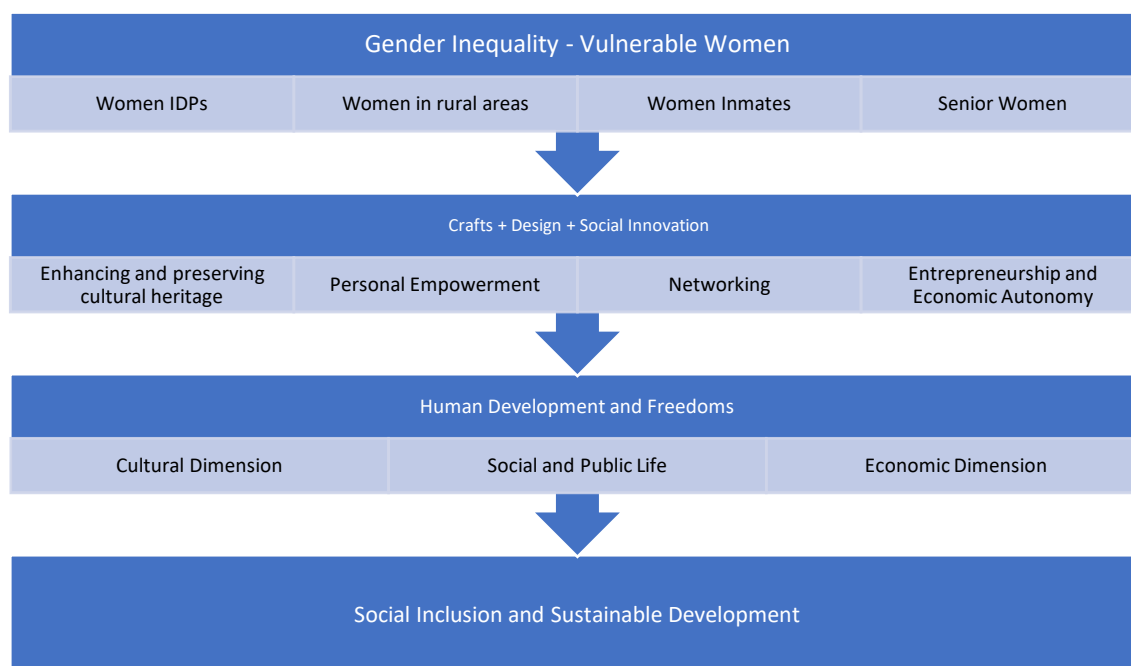 Gender Inequality - Vulnerable Women
Women IDPs
Women in rural areas
Women Inmates
Senior Women
Crafts + Design + Social Innovation
Enhancing and preserving
cultural heritage
Personal Empowerment
Networking
Entrepreneurship and
Economic Autonomy
Human Development and Freedoms
Cultural Dimension
Social and Public Life
Economic Dimension
Social Inclusion and Sustainable Development